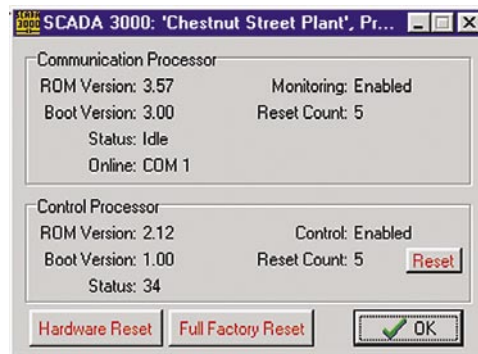 SCADA 3000
SCADA 3000: 'Chestnut Street Plant', Pr...
Communication Processor
ROM Version: 3.57 Monitoring: Enabled
Boot Version: 3.00 Reset Count: 5
Status: Idle
Online: COM 1
Control Processor
ROM Version: 2.12 Control: Enabled
Boot Version: 1.00 Reset Count: 5 Reset
Status: 34
Hardware Reset Full Factory Reset OK